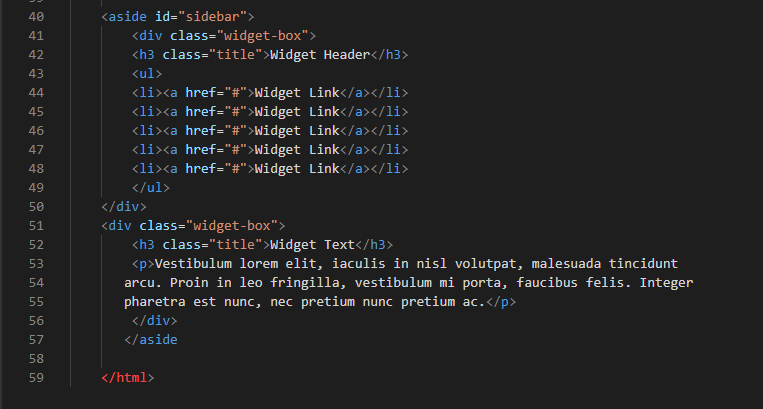 40 <aside id="sidebar">
41 <div class="widget-box">
42 <h3 class="title">Widget Header</h3>
43 <ul>
44 <li><a href="#">Widget Link</a></li>
45 <li><a href="#">Widget Link</a></li>
46 <li><a href="#">Widget Link</a></li>
47 <li><a href="#">Widget Link</a></li>
48 <li><a href="#">Widget Link</a></li>
49 </ul>
50 </div>
51 <div class="widget-box">
52 <h3 class="title">Widget Text</h3>
53 <p>Vestibulum lorem elit, iaculis in nisl volutpat, malesuada tincidunt
54 arcu. Proin in leo fringilla, vestibulum mi porta, faucibus felis. Integer
55 pharetra est nunc, nec pretium nunc pretium ac.</p>
56 </div>
57 </aside
58
59 </html>